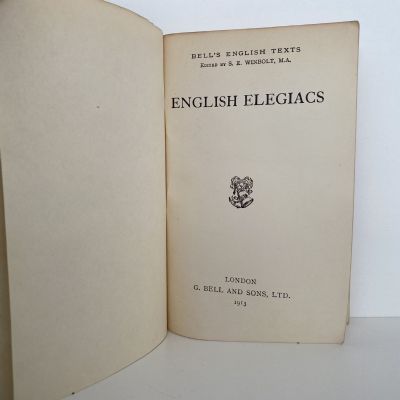 BELL'S ENGLISH TEXTS
EDITED BY S. E. WINBOLT, M.A.
ENGLISH ELEGIACS
LONDON
G. BELL AND SONS, LTD.
1913